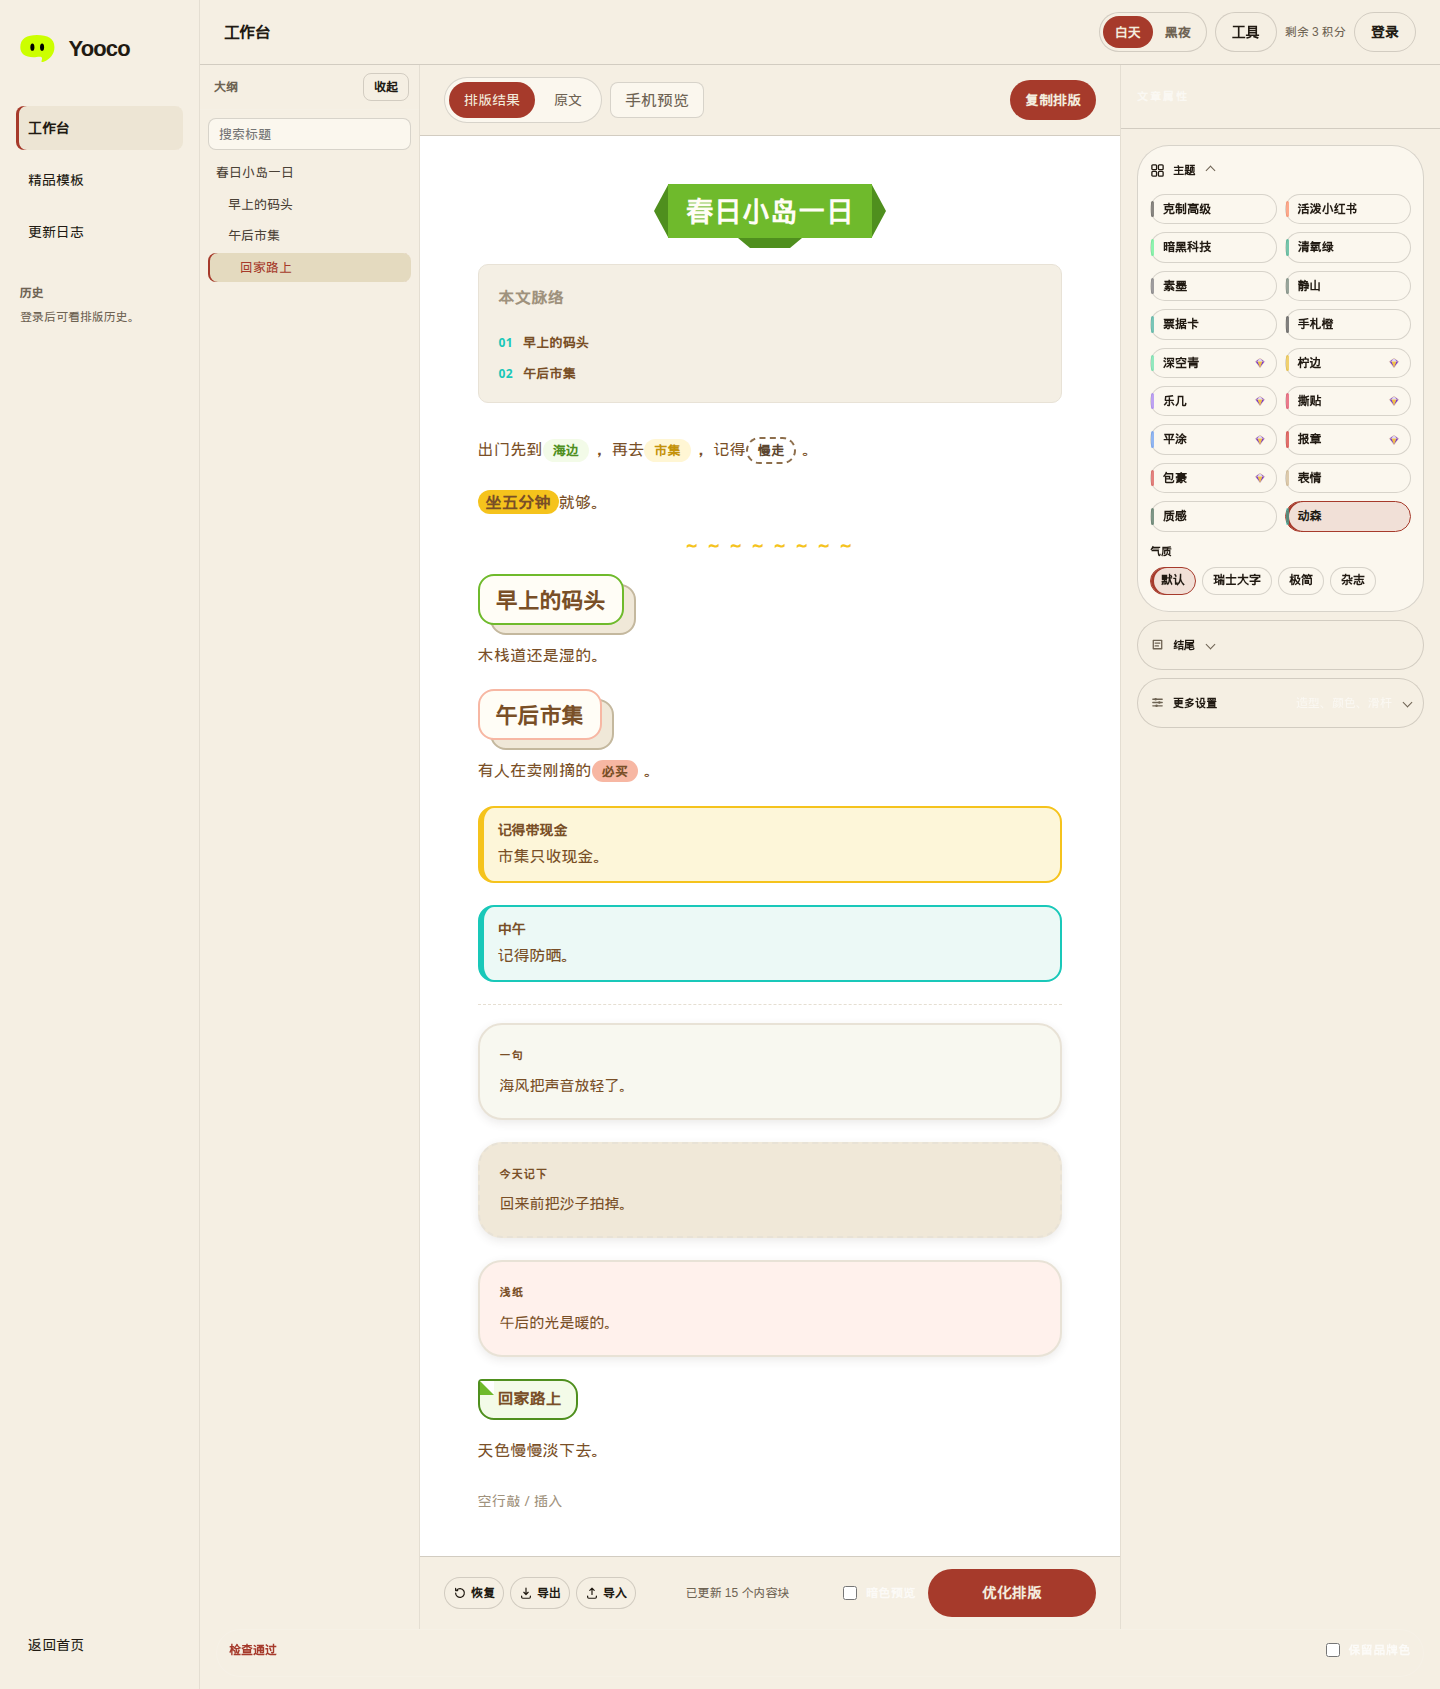 Yooco
工作台
精品模板
更新日志
历史
登录后可看排版历史。
返回首页
工作台
白天 黑夜 工具 剩余 3 积分 登录
大纲 收起
搜索标题
春日小岛一日
早上的码头
午后市集
回家路上
排版结果 原文 手机预览 复制排版
春日小岛一日
本文脉络
01 早上的码头
02 午后市集
出门先到 海边 ，再去 市集 ，记得 慢走 。
坐五分钟 就够。
~ ~ ~ ~ ~ ~ ~ ~
早上的码头
木栈道还是湿的。
午后市集
有人在卖刚摘的 必买 。
记得带现金
市集只收现金。
中午
记得防晒。
一句
海风把声音放轻了。
今天记下
回来前把沙子拍掉。
浅纸
午后的光是暖的。
回家路上
天色慢慢淡下去。
空行敲 / 插入
恢复 导出 导入 已更新 15 个内容块 暗色预览 优化排版
检查通过 保留品牌色
文章属性
主题
克制高级 活泼小红书
暗黑科技 清氧绿
素墨 静山
票据卡 手札橙
深空青 柠边
乐几 撕贴
平涂 报章
包豪 表情
质感 动森
气质
默认 瑞士大字 极简 杂志
结尾
更多设置